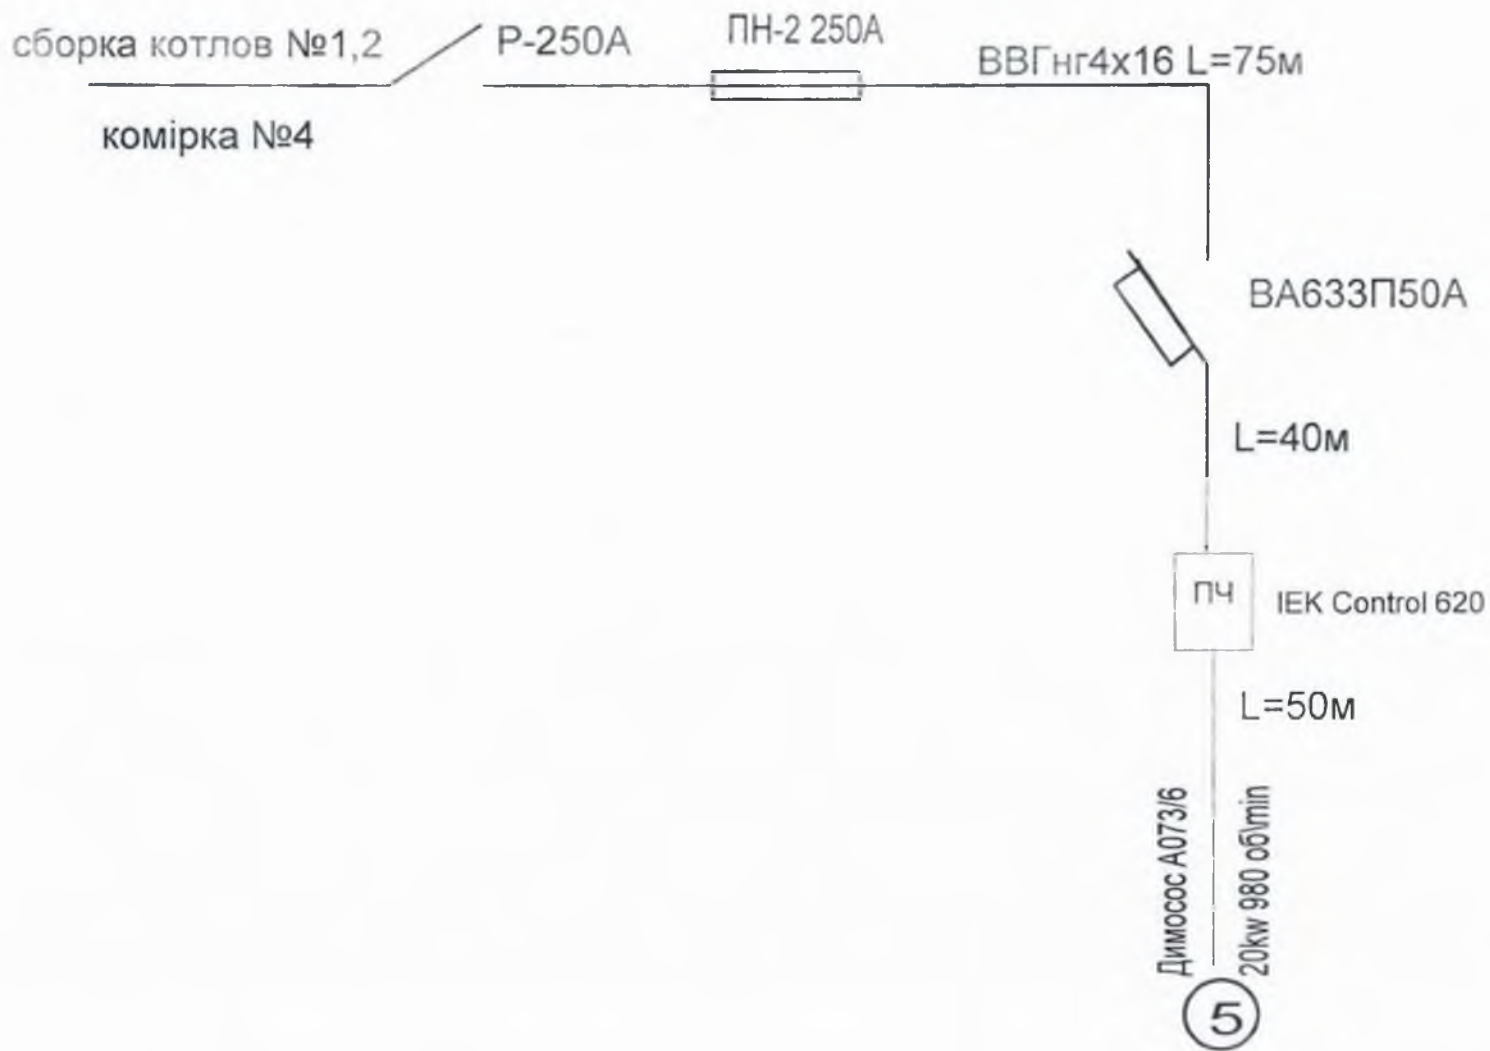 сборка котлов №1,2
Р-250А
ПН-2 250А
ВВГнг4х16 L=75м
комірка №4
ВА633П50А
L=40м
ПЧ
IEK Control 620
L=50м
Димосос А073/6
20kw 980 об\min
5